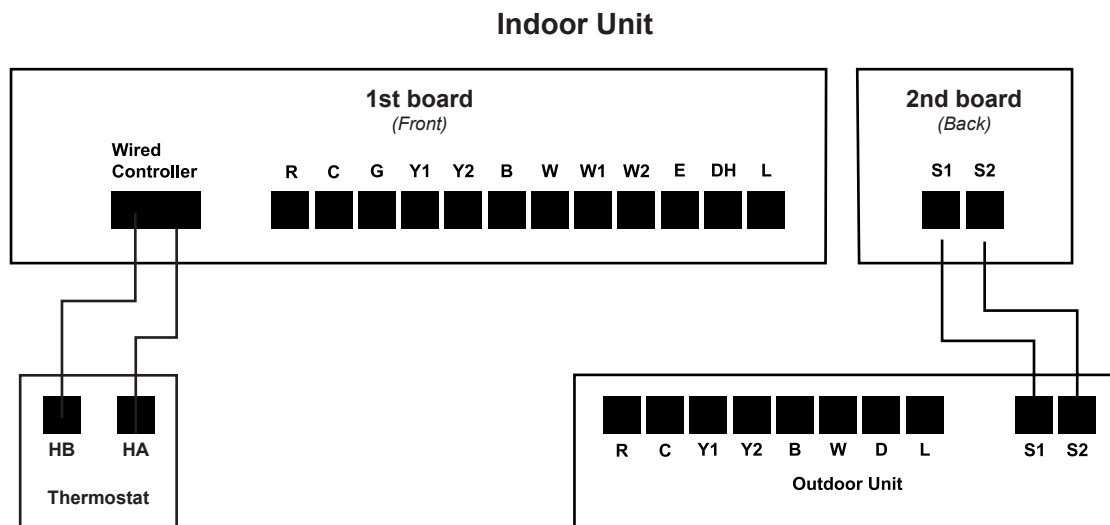 Indoor Unit
1st board
(Front)
Wired
Controller
R C G Y1 Y2 B W W1 W2 E DH L
2nd board
(Back)
S1 S2
HB HA
Thermostat
R C Y1 Y2 B W D L S1 S2
Outdoor Unit